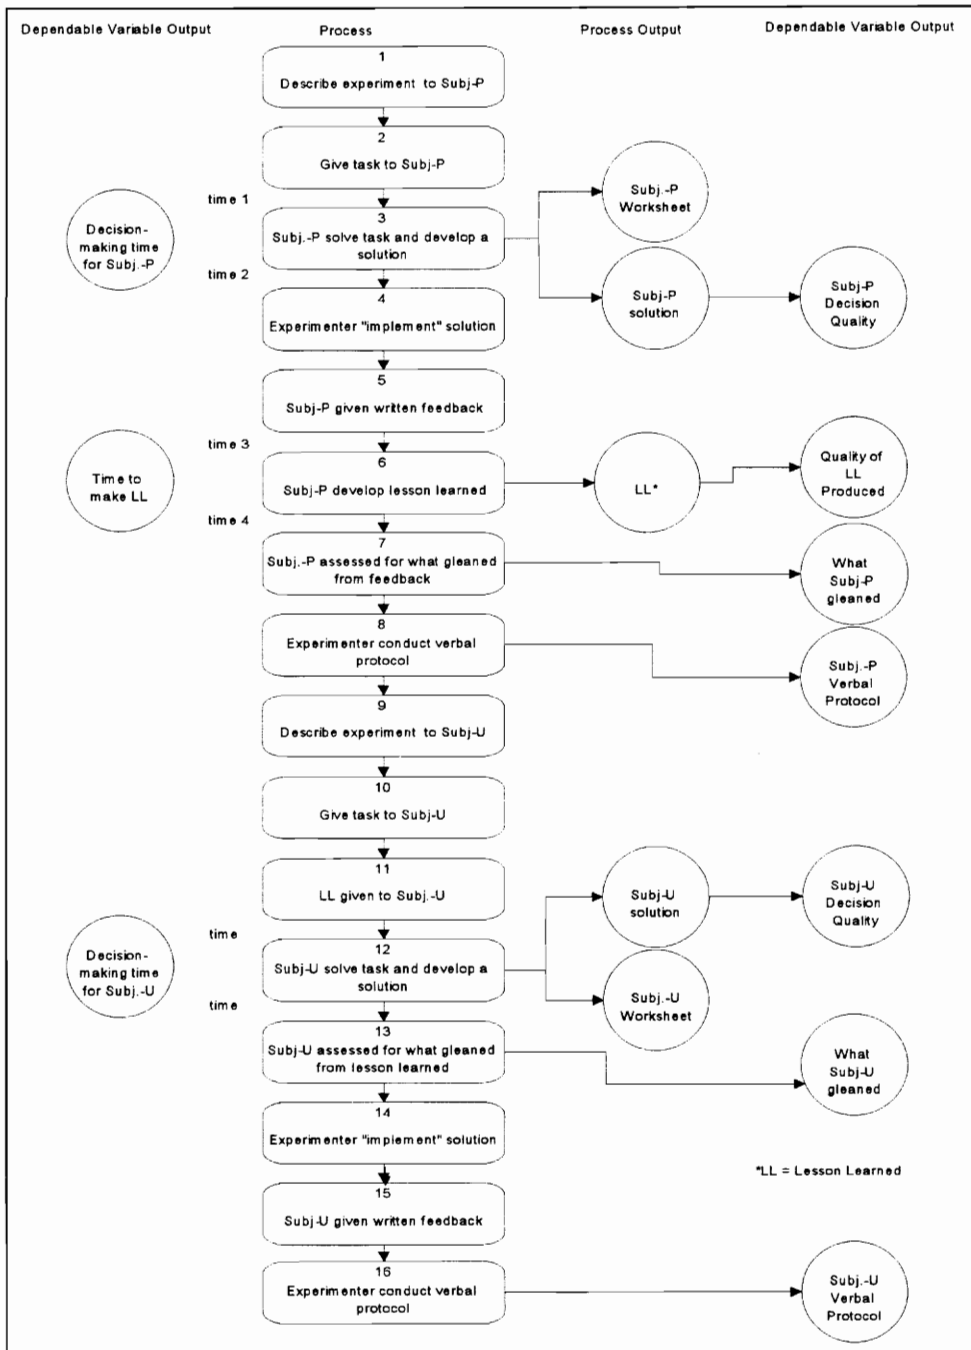 Dependable Variable Output
Process
Process Output
Dependable Variable Output
1
Describe experiment to Subj-P
2
Give task to Subj-P
time 1
Decision-
making time
for Subj.-P
3
Subj.-P solve task and develop a
solution
Subj.-P
Worksheet
time 2
Subj-P
solution
Subj-P
Decision
Quality
4
Experimenter "implement" solution
5
Subj-P given written feedback
time 3
Time to
make LL
6
Subj-P develop lesson learned
LL*
Quality of
LL
Produced
time 4
7
Subj.-P assessed for what gleaned
from feedback
What
Subj-P
gleaned
8
Experimenter conduct verbal
protocol
Subj.-P
Verbal
Protocol
9
Describe experiment to Subj-U
10
Give task to Subj-U
11
LL given to Subj.-U
Subj-U
solution
Subj-U
Decision
Quality
time
Decision-
making time
for Subj.-U
12
Subj-U solve task and develop a
solution
Subj.-U
Worksheet
time
13
Subj-U assessed for what gleaned
from lesson learned
What
Subj-U
gleaned
14
Experimenter "implement" solution
*LL = Lesson Learned
15
Subj-U given written feedback
16
Experimenter conduct verbal
protocol
Subj.-U
Verbal
Protocol